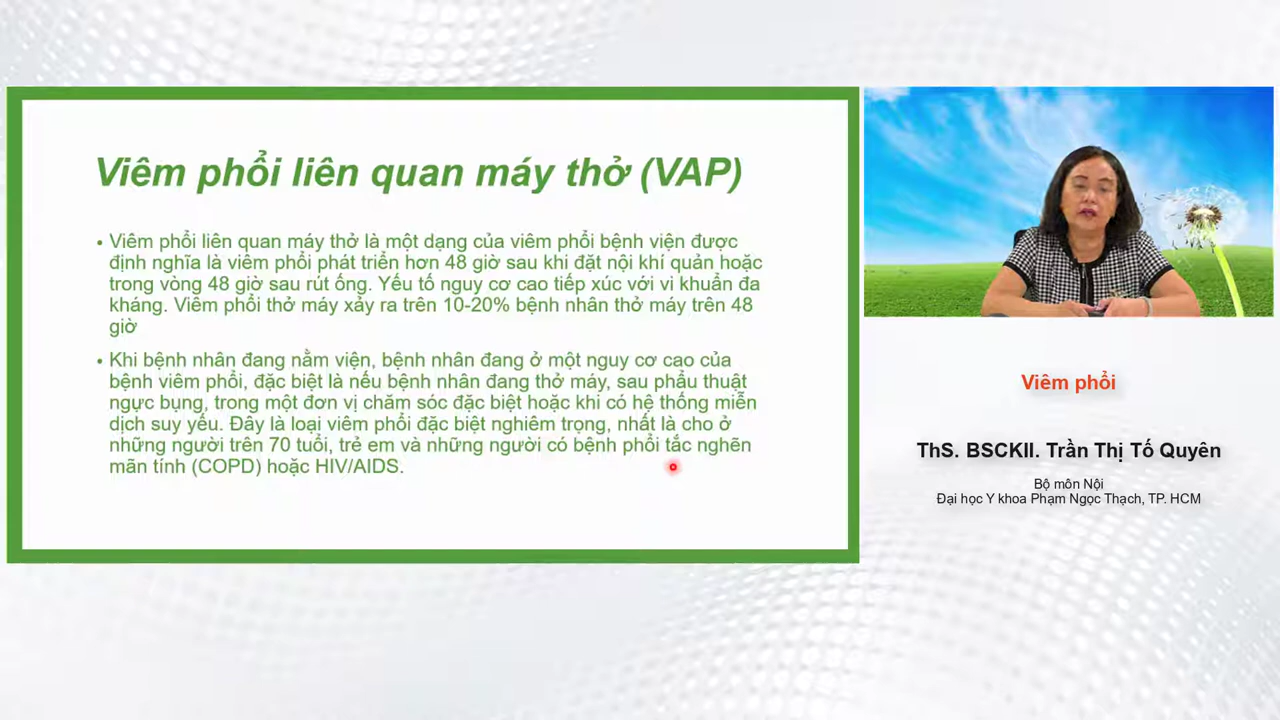 Viêm phổi liên quan máy thở (VAP)
• Viêm phổi liên quan máy thở là một dạng của viêm phổi bệnh viện được
định nghĩa là viêm phổi phát triển hơn 48 giờ sau khi đặt nội khí quản hoặc
trong vòng 48 giờ sau rút ống. Yếu tố nguy cơ cao tiếp xúc với vi khuẩn đa
kháng. Viêm phổi thở máy xảy ra trên 10-20% bệnh nhân thở máy trên 48
giờ
• Khi bệnh nhân đang nằm viện, bệnh nhân đang ở một nguy cơ cao của
bệnh viêm phổi, đặc biệt là nếu bệnh nhân đang thở máy, sau phẩu thuật
ngực bụng, trong một đơn vị chăm sóc đặc biệt hoặc khi có hệ thống miễn
dịch suy yếu. Đây là loại viêm phổi đặc biệt nghiêm trọng, nhất là cho ở
những người trên 70 tuổi, trẻ em và những người có bệnh phổi tắc nghẽn
mãn tính (COPD) hoặc HIV/AIDS.
Viêm phổi
ThS. BSCKII. Trần Thị Tố Quyên
Bộ môn Nội
Đại học Y khoa Phạm Ngọc Thạch, TP. HCM